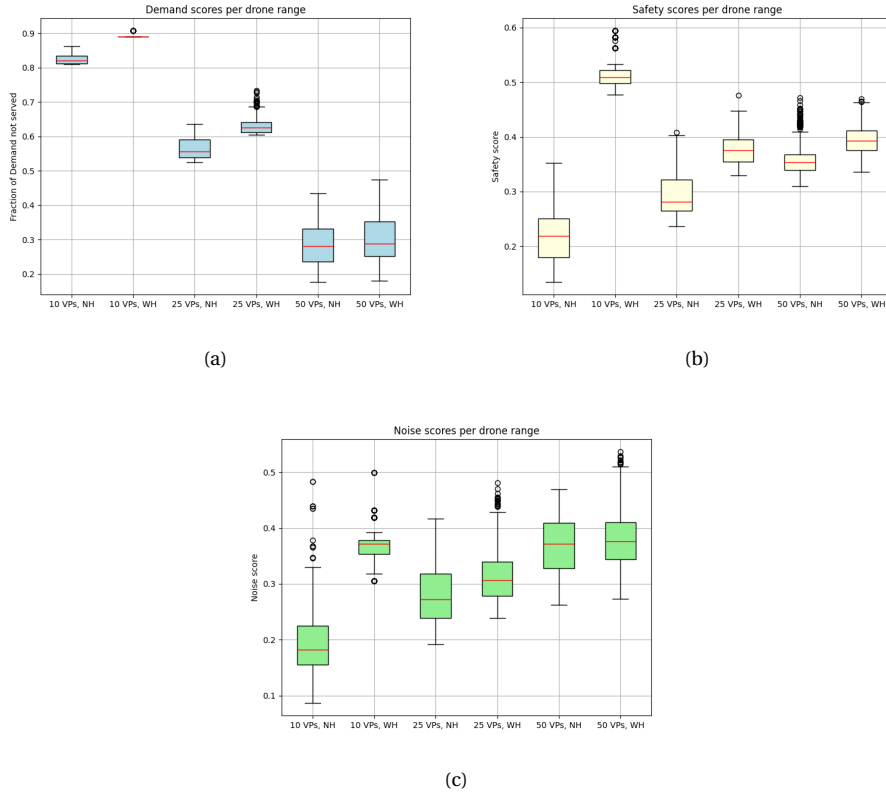 Demand scores per drone range
Fraction of Demand not served
0.9
0.8
0.7
0.6
0.5
0.4
0.3
0.2
10 VPs, NH 10 VPs, WH 25 VPs, NH 25 VPs, WH 50 VPs, NH 50 VPs, WH
(a)
Safety scores per drone range
Safety score
0.6
0.5
0.4
0.3
0.2
10 VPs, NH 10 VPs, WH 25 VPs, NH 25 VPs, WH 50 VPs, NH 50 VPs, WH
(b)
Noise scores per drone range
Noise score
0.5
0.4
0.3
0.2
0.1
10 VPs, NH 10 VPs, WH 25 VPs, NH 25 VPs, WH 50 VPs, NH 50 VPs, WH
(c)